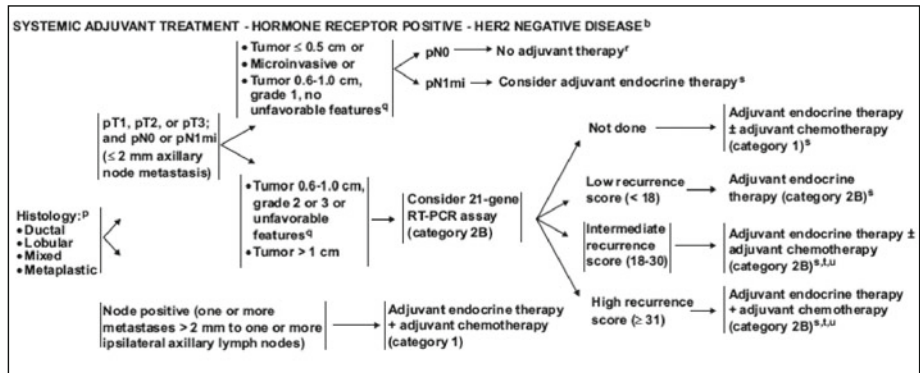 SYSTEMIC ADJUVANT TREATMENT - HORMONE RECEPTOR POSITIVE - HER2 NEGATIVE DISEASEᵇ
• Tumor ≤ 0.5 cm or
• Microinvasive or
• Tumor 0.6-1.0 cm,
grade 1, no
unfavorable features^q
pN0
No adjuvant therapyʳ
pN1mi
Consider adjuvant endocrine therapyˢ
pT1, pT2, or pT3;
and pN0 or pN1mi
(≤ 2 mm axillary
node metastasis)
Histology:ᵖ
• Ductal
• Lobular
• Mixed
• Metaplastic
• Tumor 0.6-1.0 cm,
grade 2 or 3 or
unfavorable
features^q
• Tumor > 1 cm
Consider 21-gene
RT-PCR assay
(category 2B)
Not done
Adjuvant endocrine therapy
± adjuvant chemotherapy
(category 1)ˢ
Low recurrence
score (< 18)
Adjuvant endocrine
therapy (category 2B)ˢ
Intermediate
recurrence
score (18-30)
Adjuvant endocrine therapy ±
adjuvant chemotherapy
(category 2B)ˢ,ᵗ,ᵘ
High recurrence
score (≥ 31)
Adjuvant endocrine therapy
+ adjuvant chemotherapy
(category 2B)ˢ,ᵗ,ᵘ
Node positive (one or more
metastases > 2 mm to one or more
ipsilateral axillary lymph nodes)
Adjuvant endocrine therapy
+ adjuvant chemotherapy
(category 1)